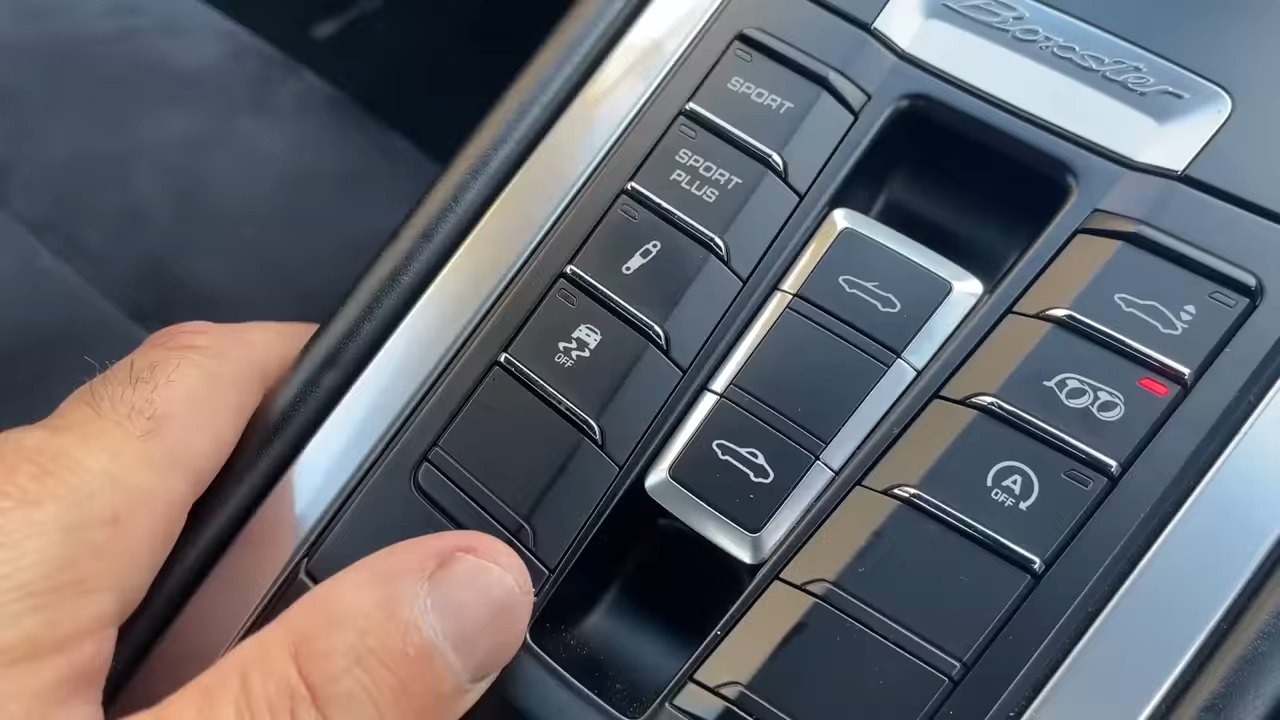 Boxster
SPORT
SPORT
PLUS
OFF
A
OFF